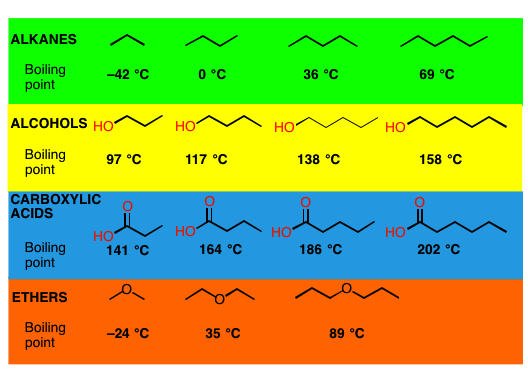 ALKANES
Boiling point –42 °C 0 °C 36 °C 69 °C
ALCOHOLS HO HO HO HO
Boiling point 97 °C 117 °C 138 °C 158 °C
CARBOXYLIC ACIDS O HO O HO O HO O HO
Boiling point 141 °C 164 °C 186 °C 202 °C
ETHERS O O O
Boiling point –24 °C 35 °C 89 °C